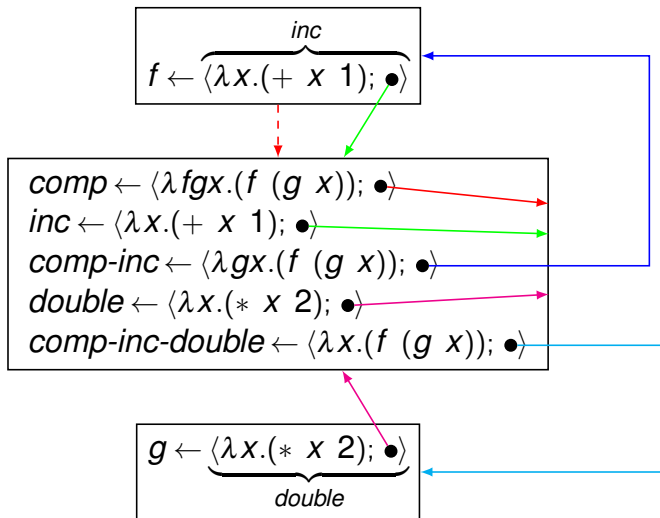 inc
f ← ⟨λx.(+ x 1); ●⟩
comp ← ⟨λfgx.(f (g x)); ●⟩
inc ← ⟨λx.(+ x 1); ●⟩
comp-inc ← ⟨λgx.(f (g x)); ●⟩
double ← ⟨λx.(∗ x 2); ●⟩
comp-inc-double ← ⟨λx.(f (g x)); ●⟩
g ← ⟨λx.(∗ x 2); ●⟩
double